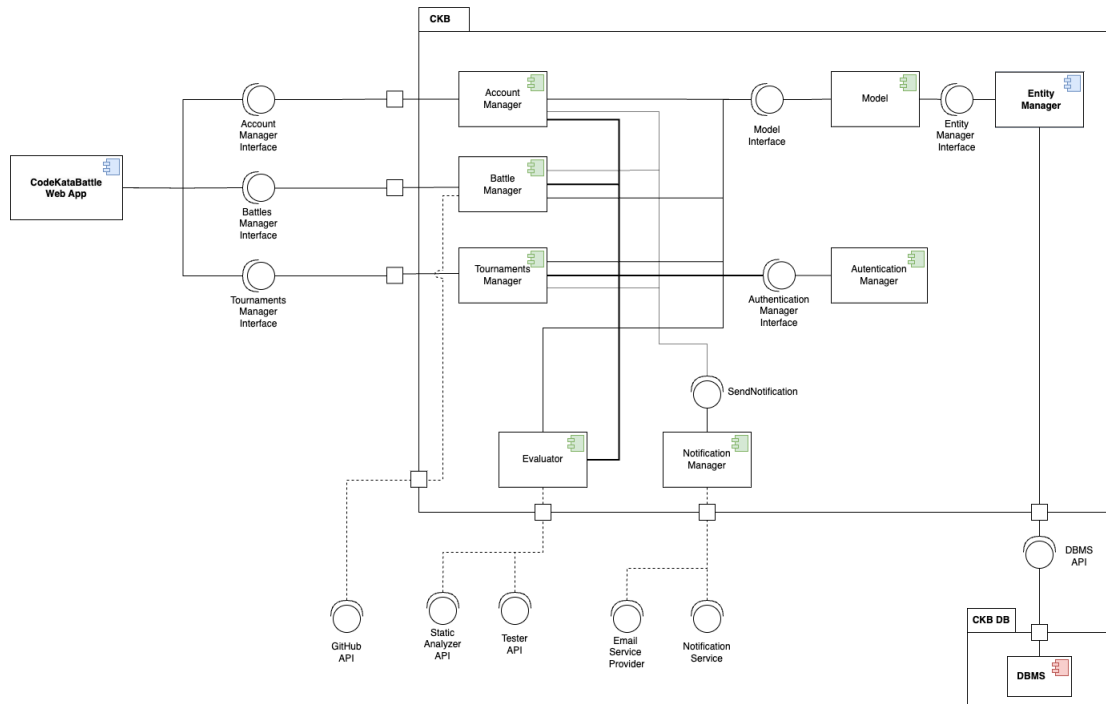 CKB
Account
Manager
Model
Entity
Manager
Account
Manager
Interface
Model
Interface
Entity
Manager
Interface
CodeKataBattle
Web App
Battle
Manager
Battles
Manager
Interface
Tournaments
Manager
Autentication
Manager
Tournaments
Manager
Interface
Authentication
Manager
Interface
SendNotification
Evaluator
Notification
Manager
DBMS
API
GitHub
API
Static
Analyzer
API
Tester
API
Email
Service
Provider
Notification
Service
CKB DB
DBMS